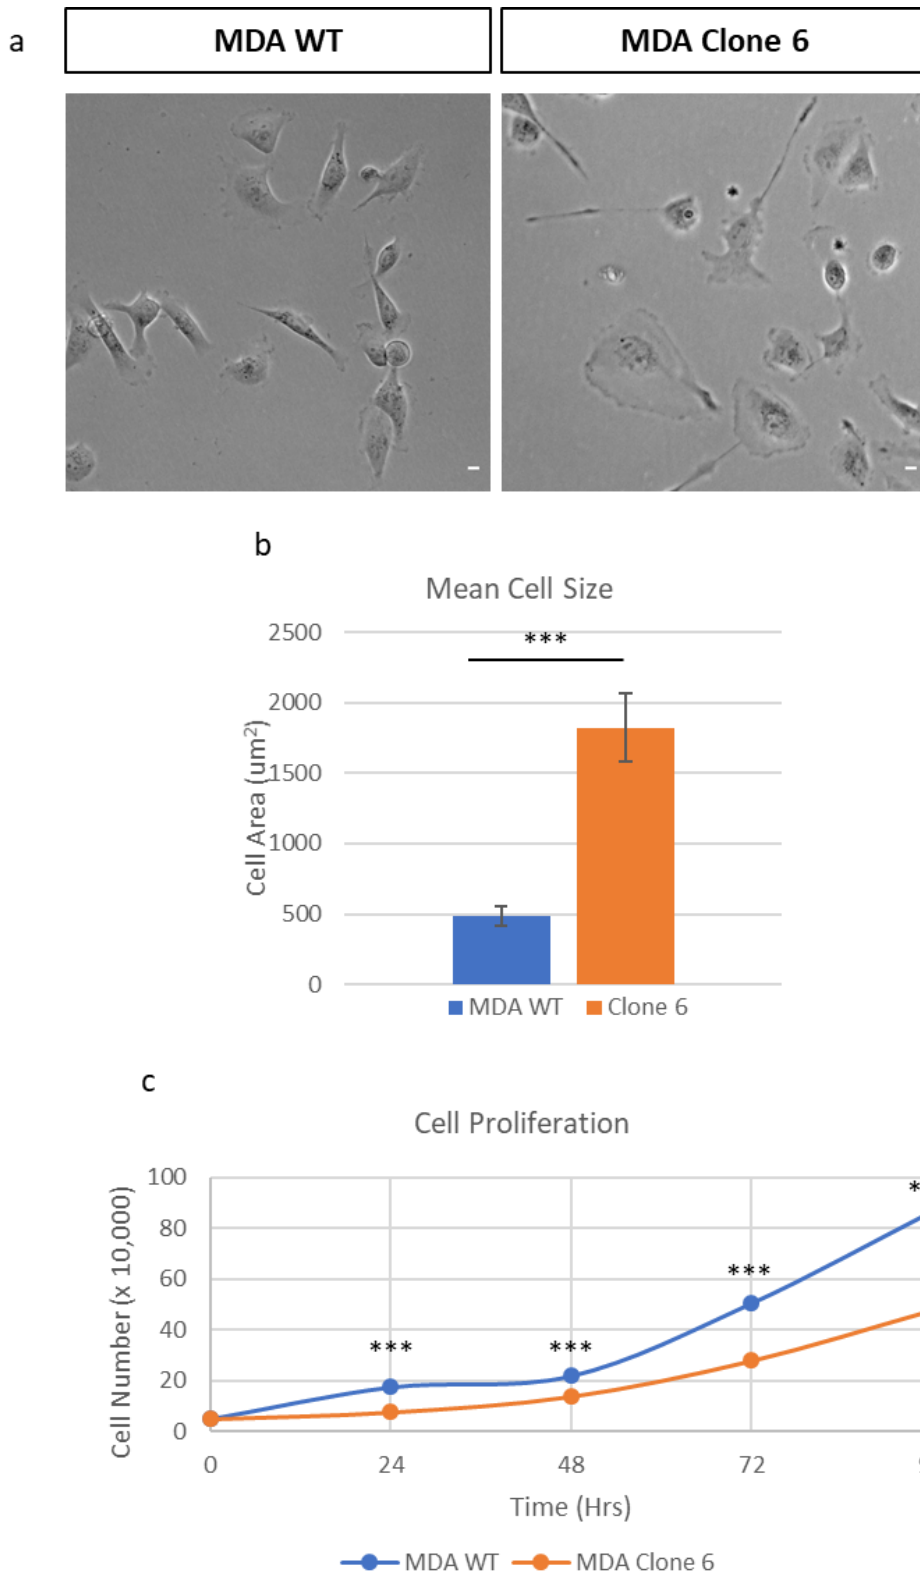 a
MDA WT
MDA Clone 6
b
Mean Cell Size
2500
2000
1500
1000
500
0
Cell Area (um²)
***
MDA WT
Clone 6
c
Cell Proliferation
100
80
60
40
20
0
Cell Number (x 10,000)
***
***
***
*
0
24
48
72
Time (Hrs)
MDA WT
MDA Clone 6